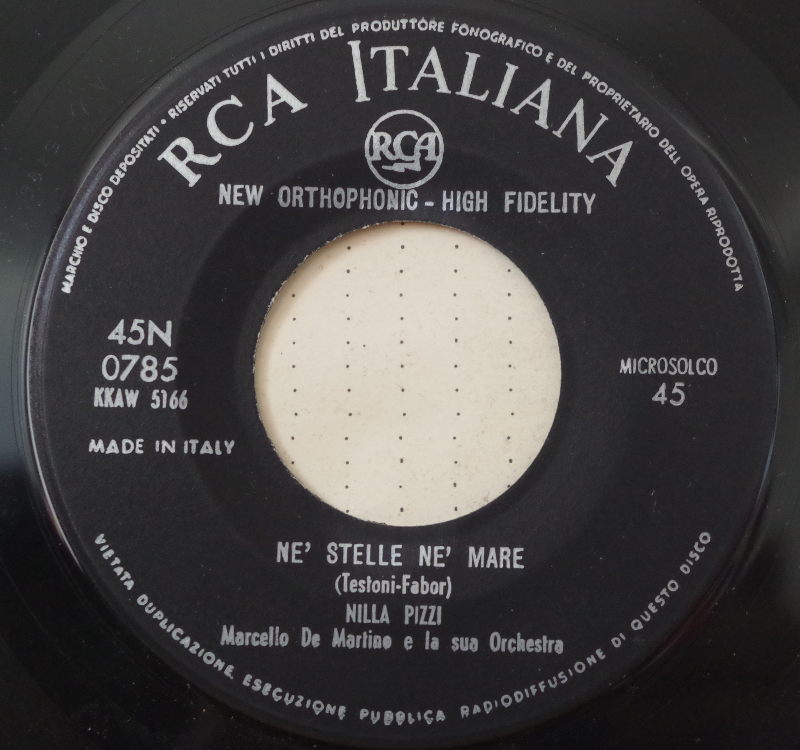 MARCHIO E DISCO DEPOSITATI • RISERVATI TUTTI I DIRITTI DEL PRODUTTORE FONOGRAFICO E DEL PROPRIETARIO DELL OPERA RIPRODOTTA
RCA ITALIANA
RCA
NEW ORTHOPHONIC - HIGH FIDELITY
45N
0785
KKAW 5166
MADE IN ITALY
MICROSOLCO
45
NE' STELLE NE' MARE
(Testoni-Fabor)
NILLA PIZZI
Marcello De Martino e la sua Orchestra
VIETATA DUPLICAZIONE ESECUZIONE PUBBLICA RADIODIFFUSIONE DI QUESTO DISCO